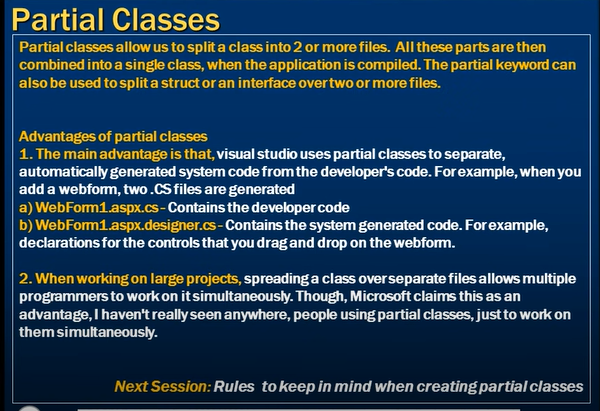 Partial Classes
Partial classes allow us to split a class into 2 or more files. All these parts are then
combined into a single class, when the application is compiled. The partial keyword can
also be used to split a struct or an interface over two or more files.
Advantages of partial classes
1. The main advantage is that, visual studio uses partial classes to separate,
automatically generated system code from the developer's code. For example, when you
add a webform, two .CS files are generated
a) WebForm1.aspx.cs - Contains the developer code
b) WebForm1.aspx.designer.cs - Contains the system generated code. For example,
declarations for the controls that you drag and drop on the webform.
2. When working on large projects, spreading a class over separate files allows multiple
programmers to work on it simultaneously. Though, Microsoft claims this as an
advantage, I haven't really seen anywhere, people using partial classes, just to work on
them simultaneously.
Next Session: Rules to keep in mind when creating partial classes